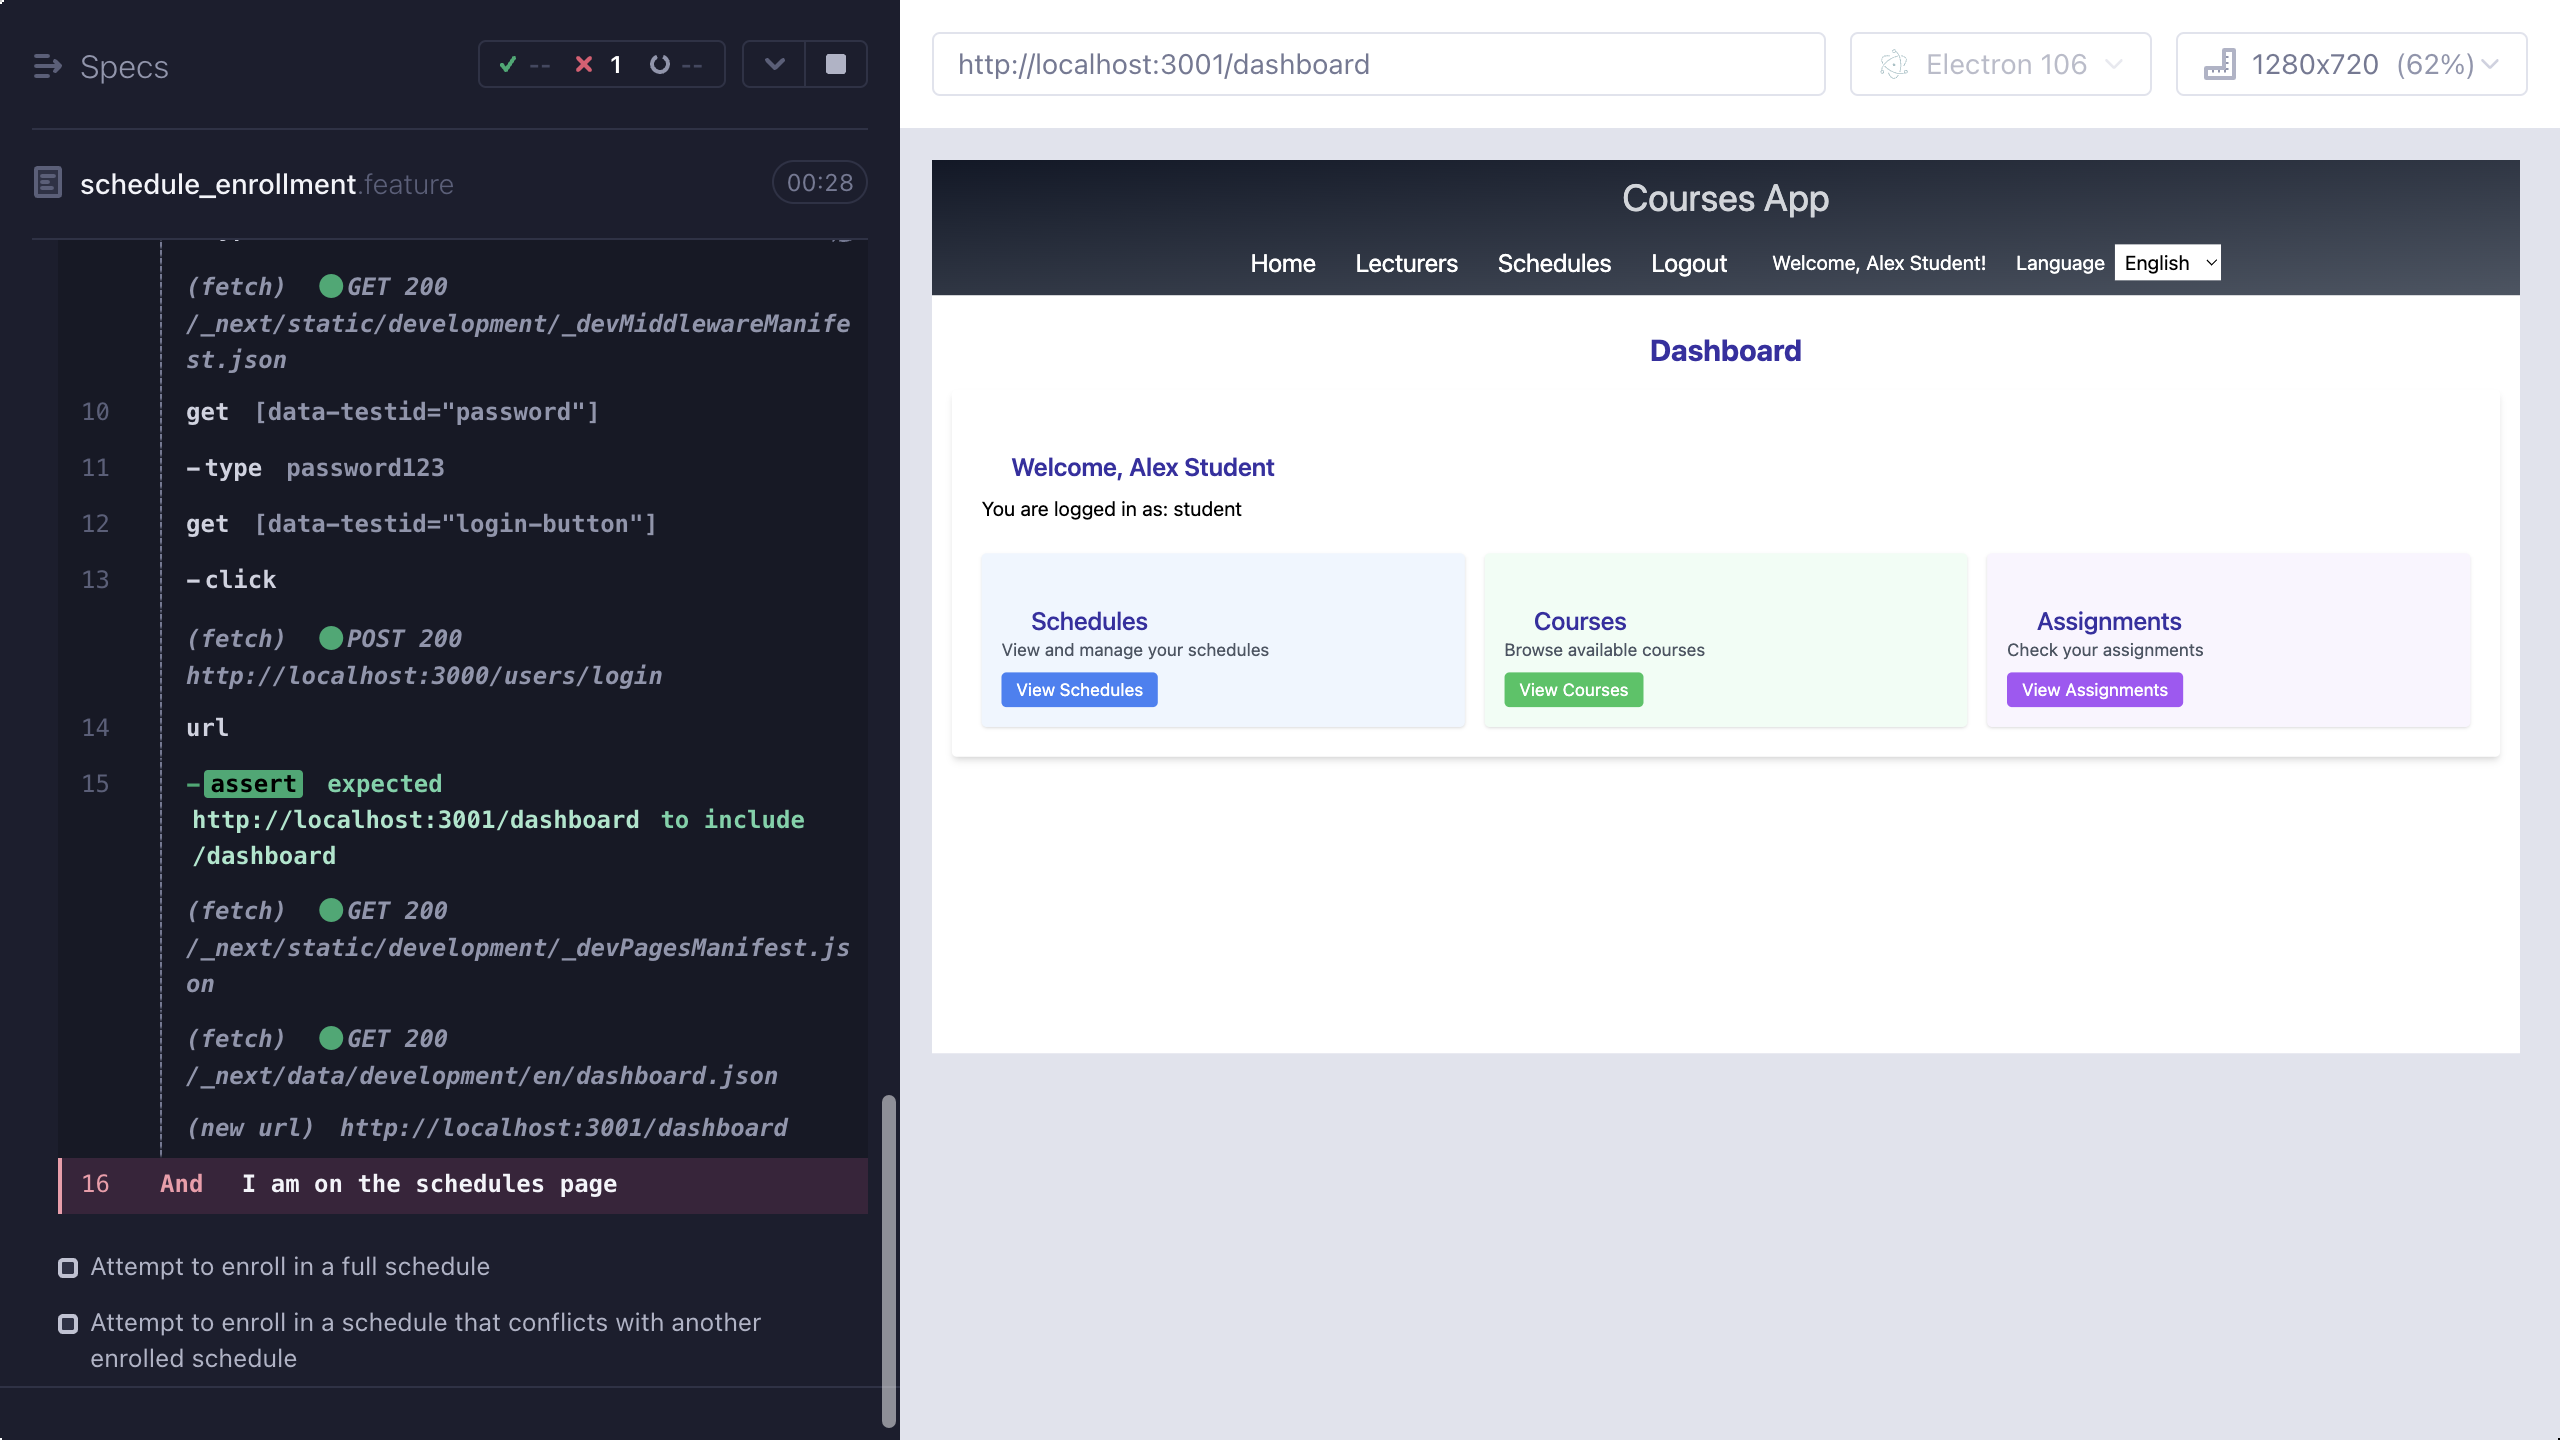 Specs
-- 1 --
schedule_enrollment.feature
00:28
(fetch) GET 200
/_next/static/development/_devMiddlewareManife
st.json
10 get [data-testid="password"]
11 -type password123
12 get [data-testid="login-button"]
13 -click
(fetch) POST 200
http://localhost:3000/users/login
14 url
15 -assert expected
http://localhost:3001/dashboard to include
/dashboard
(fetch) GET 200
/_next/static/development/_devPagesManifest.js
on
(fetch) GET 200
/_next/data/development/en/dashboard.json
(new url) http://localhost:3001/dashboard
16 And I am on the schedules page
Attempt to enroll in a full schedule
Attempt to enroll in a schedule that conflicts with another
enrolled schedule
http://localhost:3001/dashboard
Electron 106
1280x720 (62%)
Courses App
Home Lecturers Schedules Logout Welcome, Alex Student! Language English
Dashboard
Welcome, Alex Student
You are logged in as: student
Schedules
View and manage your schedules
View Schedules
Courses
Browse available courses
View Courses
Assignments
Check your assignments
View Assignments